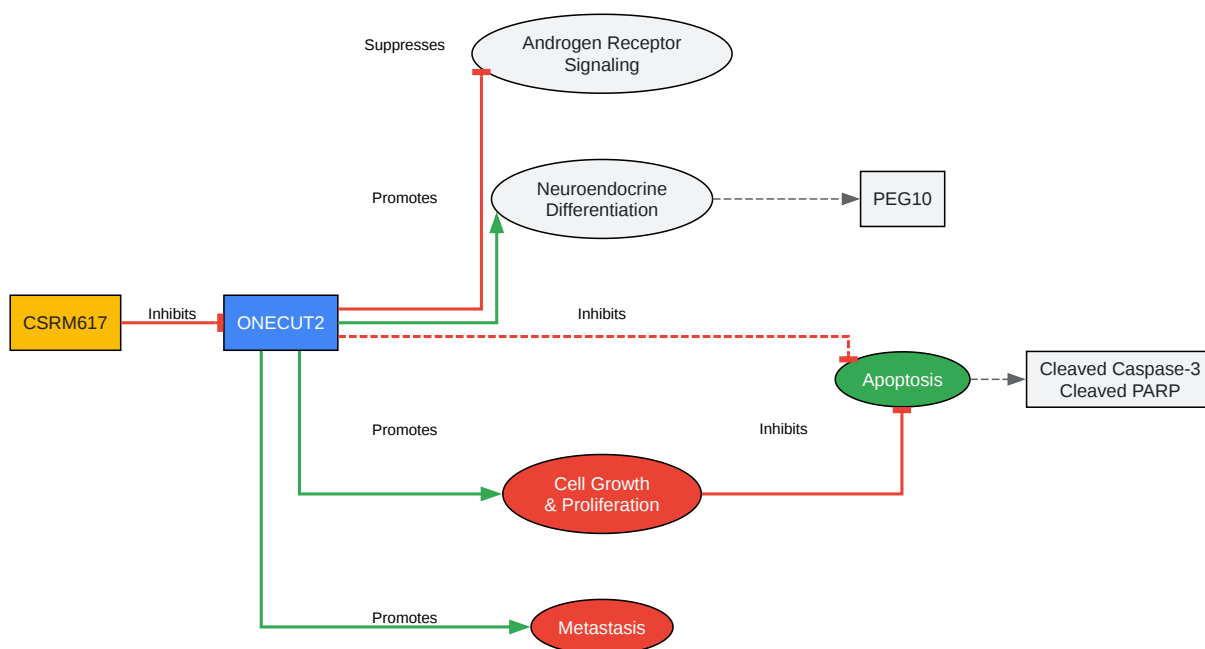 Suppresses
Androgen Receptor
Signaling
Promotes
Neuroendocrine
Differentiation
PEG10
CSRM617
Inhibits
ONECUT2
Inhibits
Apoptosis
Cleaved Caspase-3
Cleaved PARP
Promotes
Inhibits
Cell Growth
& Proliferation
Promotes
Metastasis